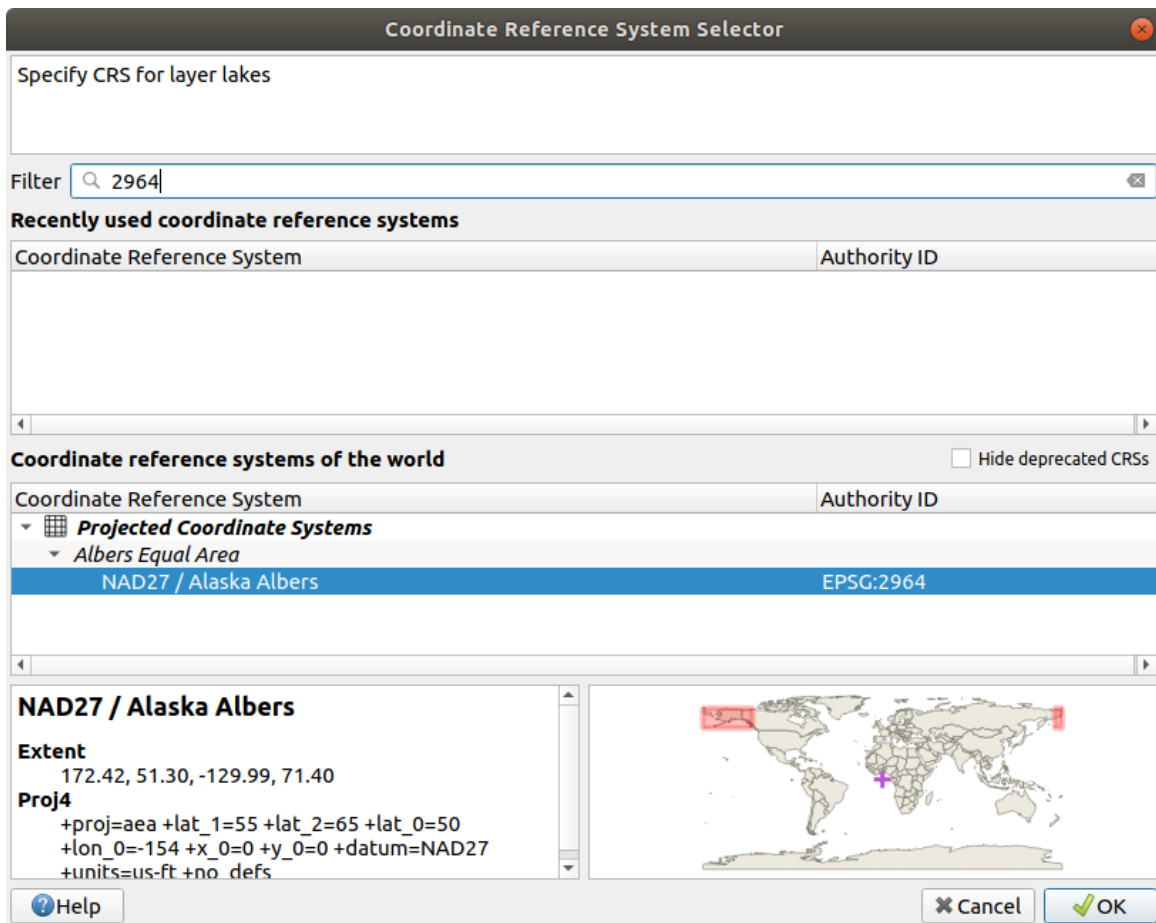 Coordinate Reference System Selector
Specify CRS for layer lakes
Filter 2964
Recently used coordinate reference systems
Coordinate Reference System Authority ID
Coordinate reference systems of the world Hide deprecated CRSs
Coordinate Reference System Authority ID
Projected Coordinate Systems
Albers Equal Area
NAD27 / Alaska Albers EPSG:2964
NAD27 / Alaska Albers
Extent
172.42, 51.30, -129.99, 71.40
Proj4
+proj=aea +lat_1=55 +lat_2=65 +lat_0=50
+lon_0=-154 +x_0=0 +y_0=0 +datum=NAD27
+units=us-ft +no_defs
Help Cancel OK